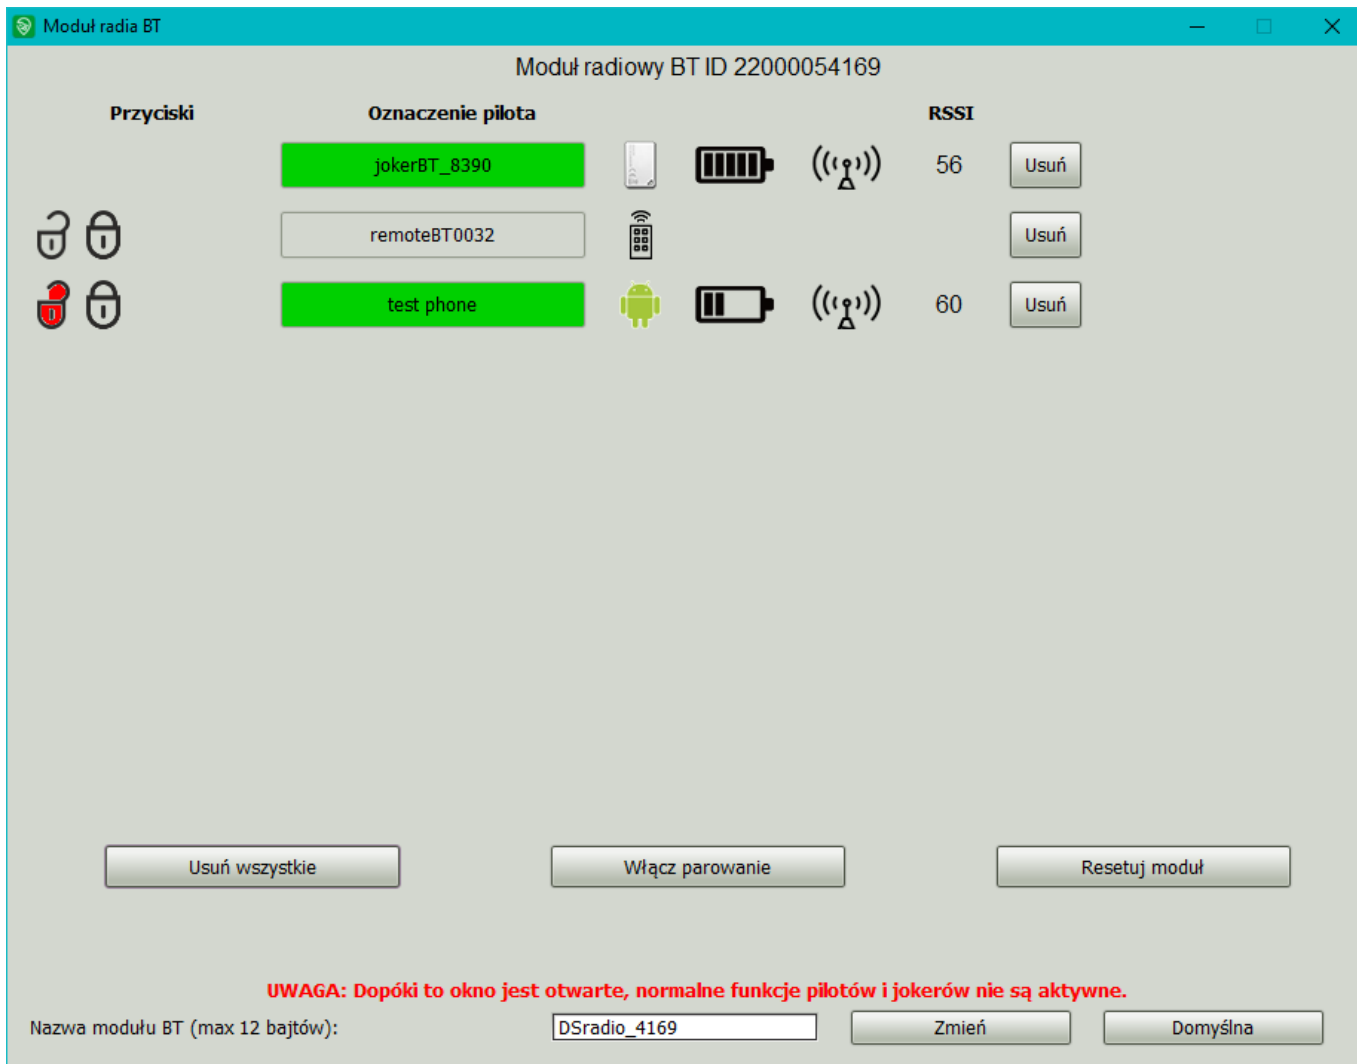 Moduł radia BT
Moduł radiowy BT ID 22000054169
Przyciski Oznaczenie pilota RSSI
jokerBT_8390 56 Usuń
remoteBT0032 Usuń
test phone 60 Usuń
Usuń wszystkie Włącz parowanie Resetuj moduł
UWAGA: Dopóki to okno jest otwarte, normalne funkcje pilotów i jokerów nie są aktywne.
Nazwa modułu BT (max 12 bajtów): DSradio_4169 Zmień Domyślna